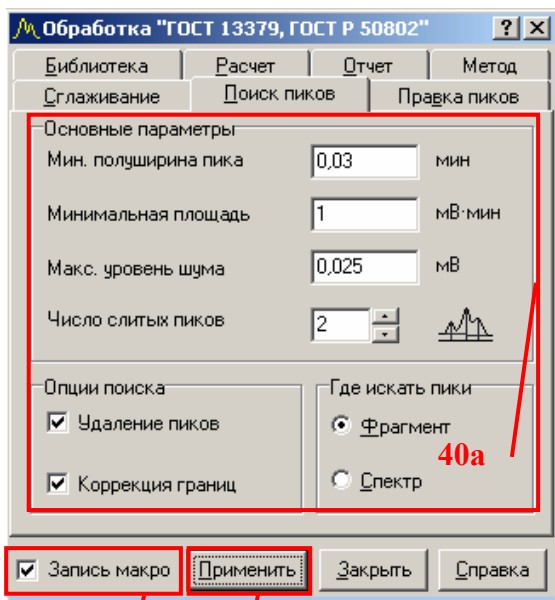 Обработка "ГОСТ 13379, ГОСТ Р 50802" ? X
Библиотека Расчет Отчет Метод
Сглаживание Поиск пиков Правка пиков
Основные параметры
Мин. полуширина пика 0,03 мин
Минимальная площадь 1 мВ·мин
Макс. уровень шума 0,025 мВ
Число слитых пиков 2
Опции поиска Где искать пики
Удаление пиков Фрагмент
40а
Коррекция границ Спектр
Запись макро Применить Закрыть Справка